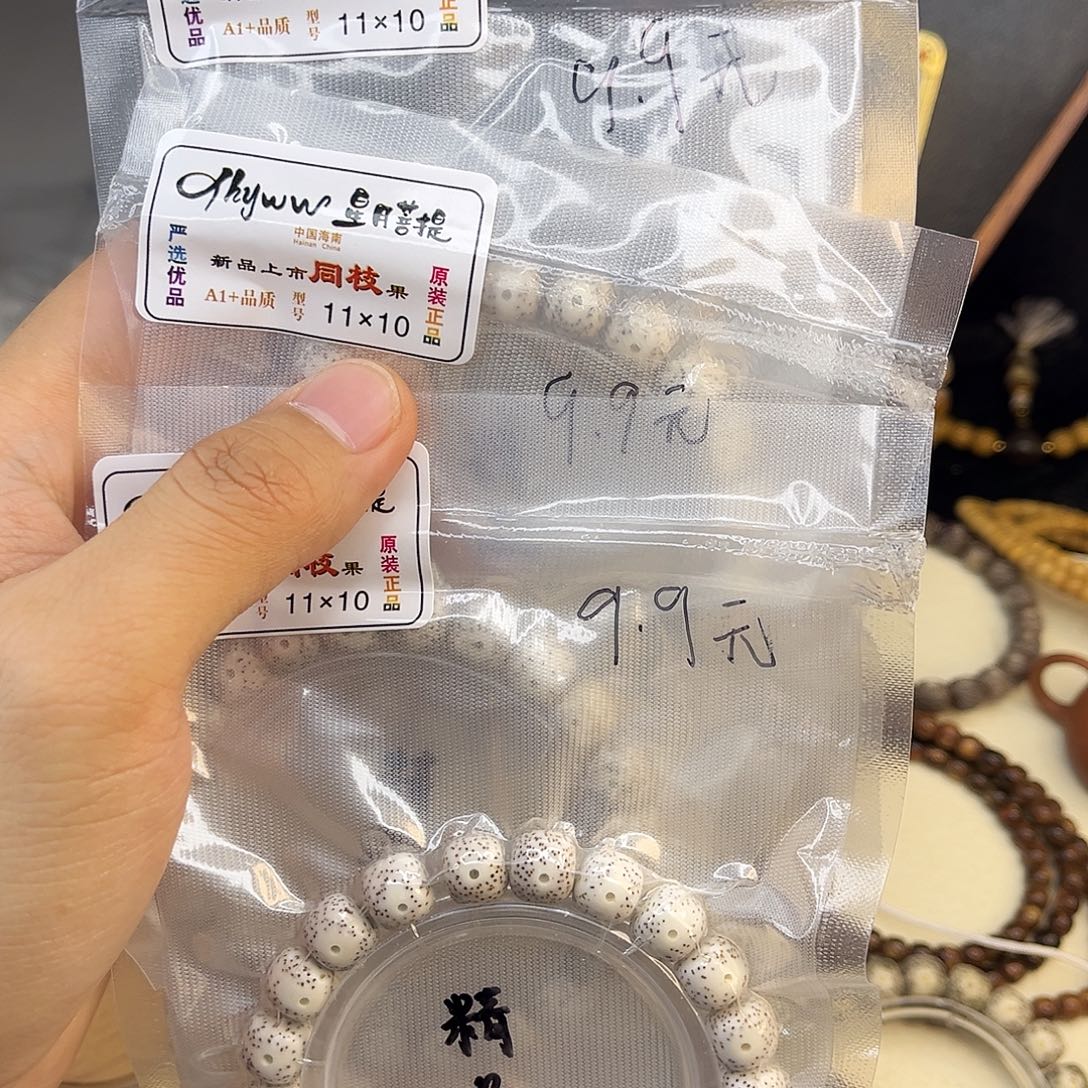 优品
A1+品质 型号 11×10
正品
9.9元
dhyww 星月菩提
中国海南
Hainan China
严选优品
新品上市同枝果
A1+品质 型号 11×10
原装正品
9.9元
提
枝果
号 11×10
原装正品
9.9元
精